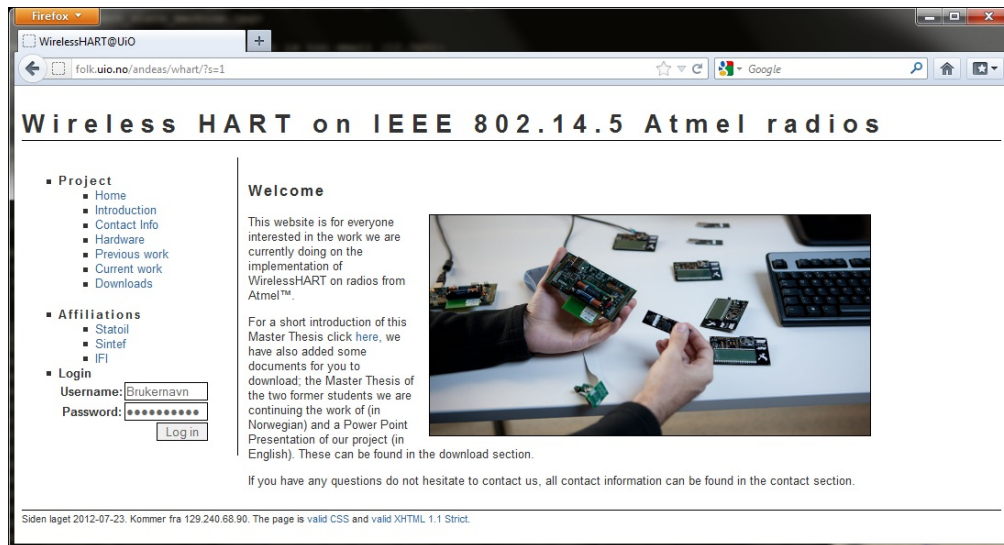 Firefox
WirelessHART@UiO
folk.uio.no/andeas/whart/?s=1
Google
Wireless HART on IEEE 802.14.5 Atmel radios
Project
Home
Introduction
Contact Info
Hardware
Previous work
Current work
Downloads
Affiliations
Statoil
Sintef
IFI
Login
Username: Brukernavn
Password:
Log in
Welcome
This website is for everyone
interested in the work we are
currently doing on the
implementation of
WirelessHART on radios from
Atmel™.
For a short introduction of this
Master Thesis click here, we
have also added some
documents for you to
download; the Master Thesis of
the two former students we are
continuing the work of (in
Norwegian) and a Power Point
Presentation of our project (in
English). These can be found in the download section.
If you have any questions do not hesitate to contact us, all contact information can be found in the contact section.
Siden laget 2012-07-23. Kommer fra 129.240.68.90. The page is valid CSS and valid XHTML 1.1 Strict.